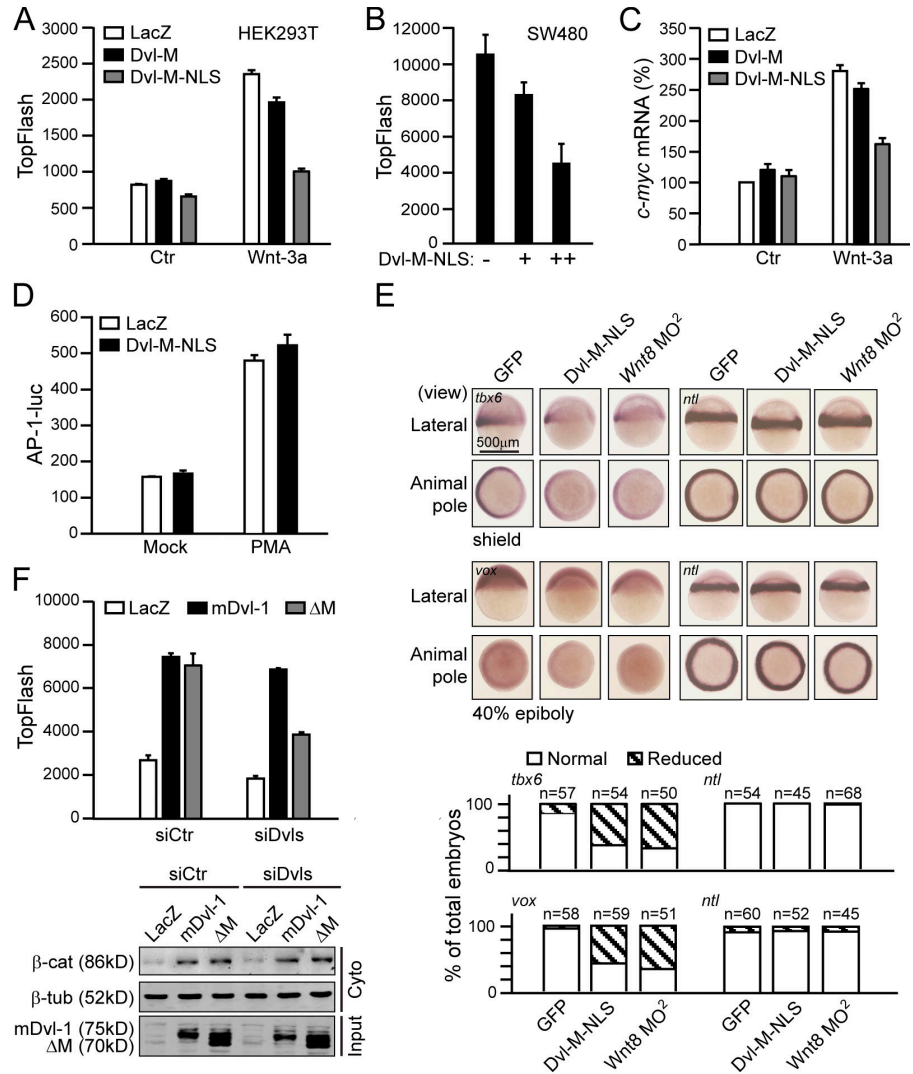 A
3000
2500
2000
1500
1000
500
0
TopFlash
LacZ
Dvl-M
Dvl-M-NLS
HEK293T
Ctr
Wnt-3a
B
12000
10000
8000
6000
4000
2000
0
TopFlash
SW480
Dvl-M-NLS: - + ++
C
350
300
250
200
150
100
50
0
c-myc mRNA (%)
LacZ
Dvl-M
Dvl-M-NLS
Ctr
Wnt-3a
D
600
500
400
300
200
100
0
AP-1-luc
LacZ
Dvl-M-NLS
Mock
PMA
E
GFP
Dvl-M-NLS
Wnt8 MO²
GFP
Dvl-M-NLS
Wnt8 MO²
(view)
Lateral
tbx6
500μm
ntl
Animal
pole
shield
Lateral
vox
ntl
Animal
pole
40% epiboly
Normal
Reduced
tbx6
n=57 n=54 n=50
ntl
n=54 n=45 n=68
100
0
vox
n=58 n=59 n=51
ntl
n=60 n=52 n=45
100
0
% of total embryos
GFP
Dvl-M-NLS
Wnt8 MO²
GFP
Dvl-M-NLS
Wnt8 MO²
F
10000
8000
6000
4000
2000
0
TopFlash
LacZ
mDvl-1
ΔM
siCtr
siDvls
siCtr
siDvls
LacZ
mDvl-1
ΔM
LacZ
mDvl-1
ΔM
β-cat (86kD)
β-tub (52kD)
Cyto
mDvl-1 (75kD)
ΔM (70kD)
Input